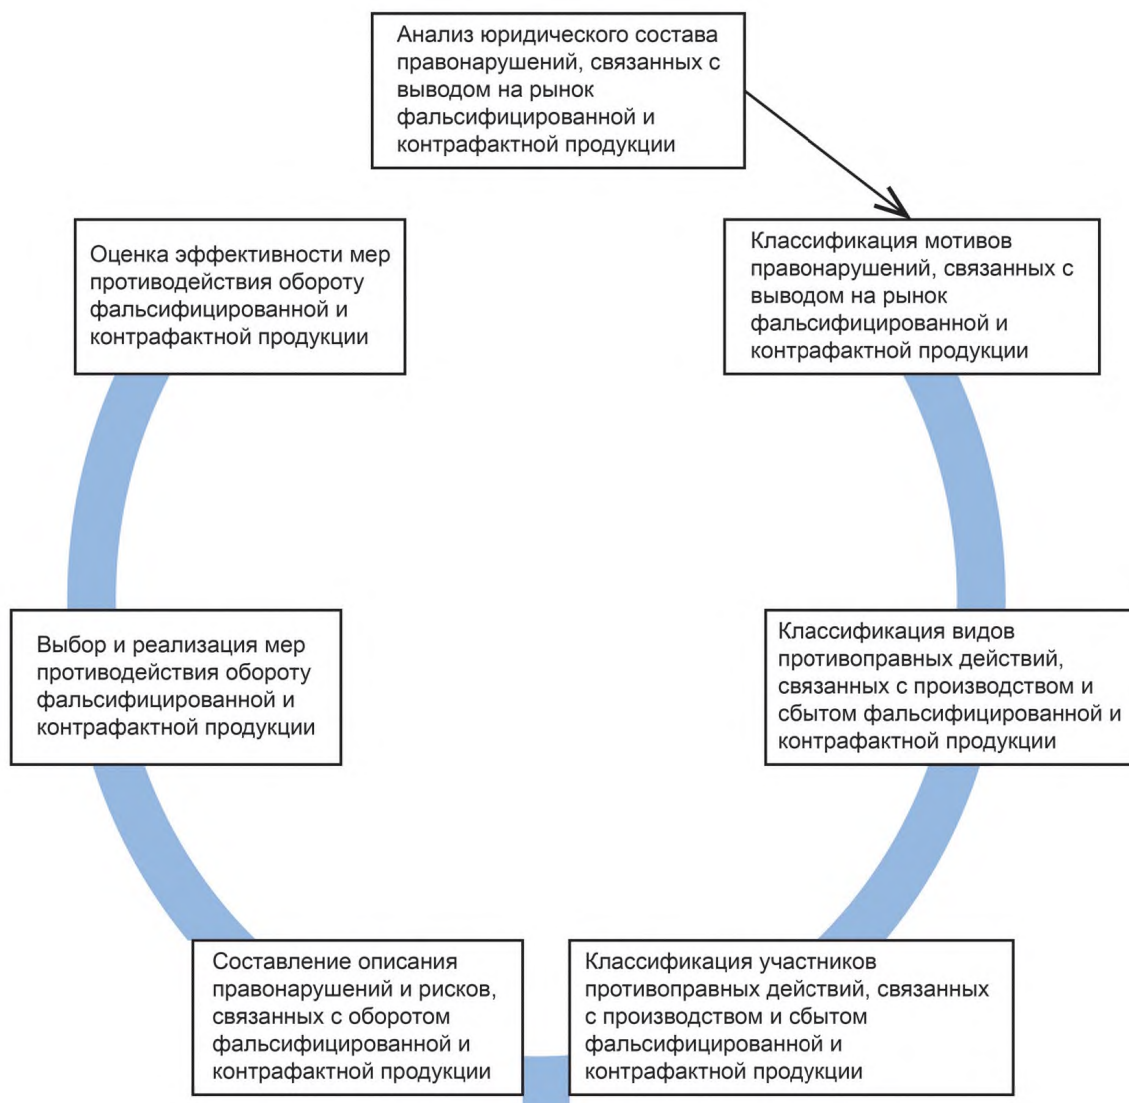 Анализ юридического состава
правонарушений, связанных с
выводом на рынок
фальсифицированной и
контрафактной продукции
Классификация мотивов
правонарушений, связанных с
выводом на рынок
фальсифицированной и
контрафактной продукции
Классификация видов
противоправных действий,
связанных с производством и
сбытом фальсифицированной и
контрафактной продукции
Классификация участников
противоправных действий, связанных
с производством и сбытом
фальсифицированной и
контрафактной продукции
Составление описания
правонарушений и рисков,
связанных с оборотом
фальсифицированной и
контрафактной продукции
Выбор и реализация мер
противодействия обороту
фальсифицированной и
контрафактной продукции
Оценка эффективности мер
противодействия обороту
фальсифицированной и
контрафактной продукции